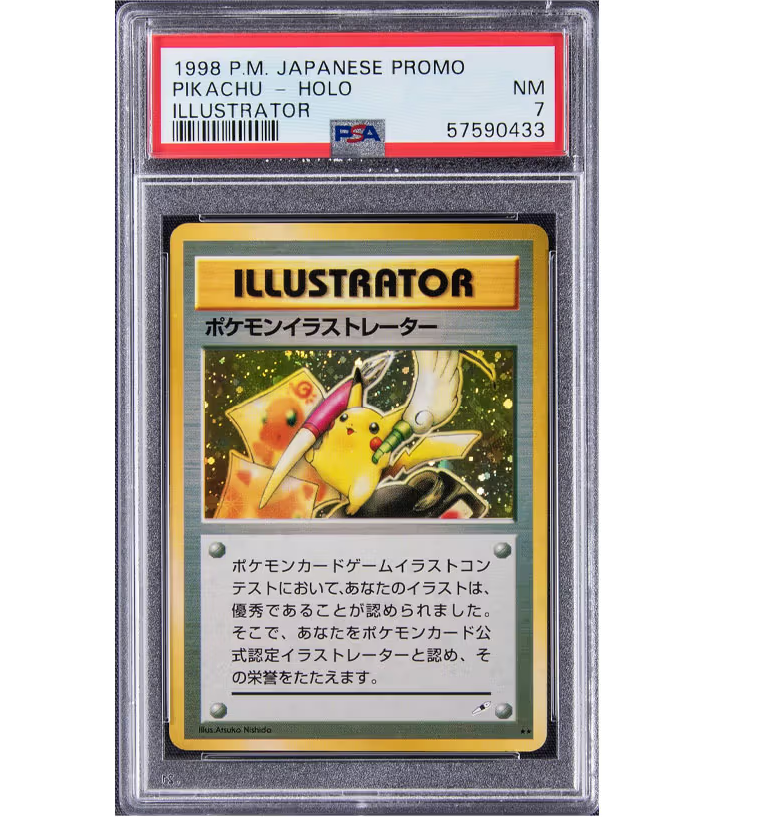 1998 P.M. JAPANESE PROMO
PIKACHU - HOLO NM
ILLUSTRATOR 7
PSA 57590433
ILLUSTRATOR
ポケモンイラストレーター
ポケモンカードゲームイラストコン
テストにおいて、あなたのイラストは、
優秀であることが認められました。
そこで、あなたをポケモンカード公
式認定イラストレーターと認め、そ
の栄誉をたたえます。
Illus.Atsuko Nishida